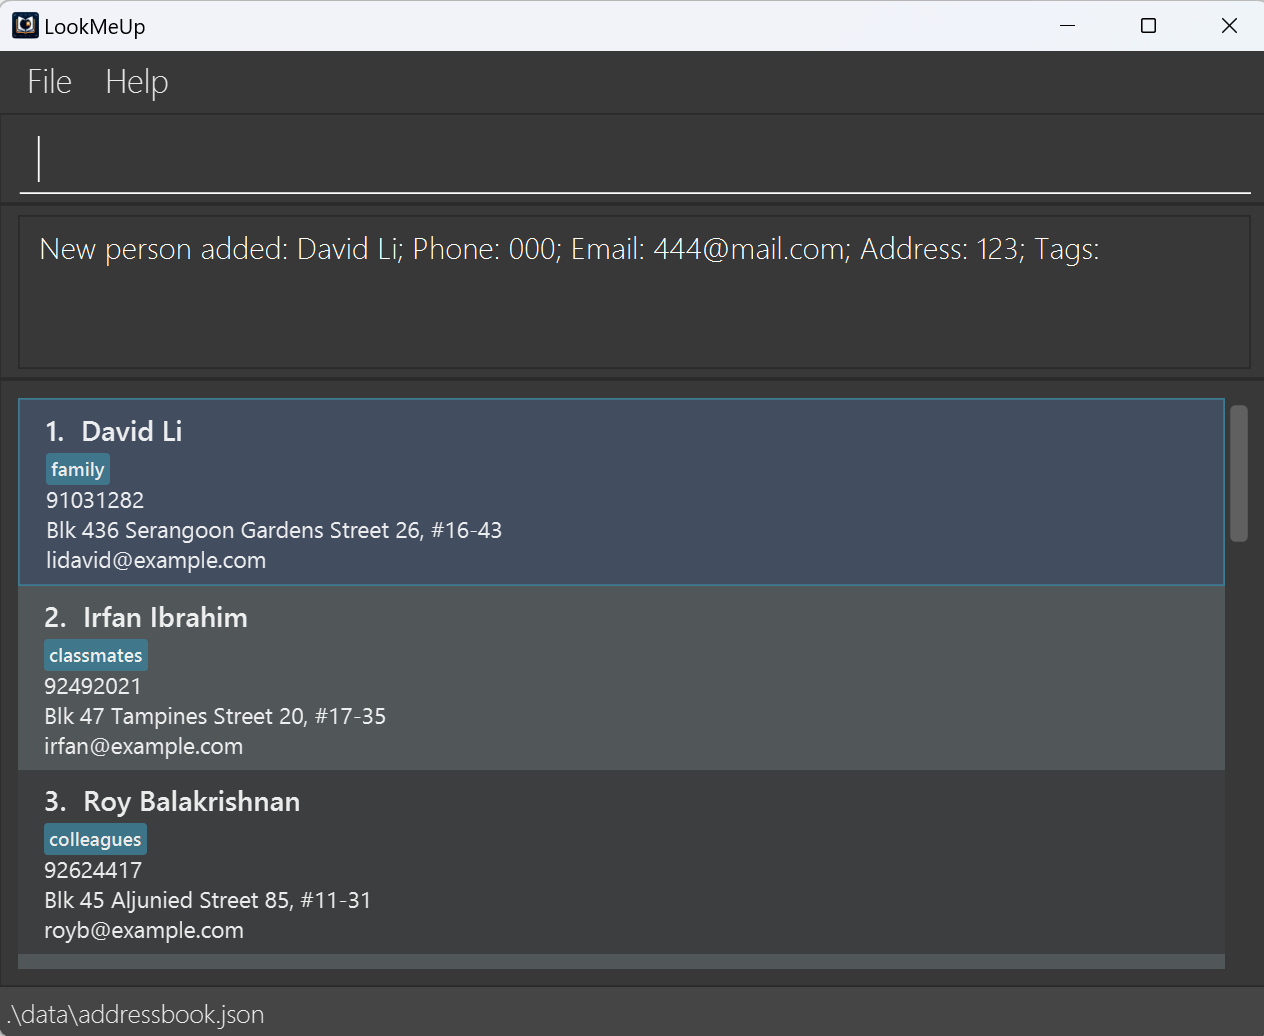 LookMeUp
File Help
New person added: David Li; Phone: 000; Email: 444@mail.com; Address: 123; Tags:
1. David Li
family
91031282
Blk 436 Serangoon Gardens Street 26, #16-43
lidavid@example.com
2. Irfan Ibrahim
classmates
92492021
Blk 47 Tampines Street 20, #17-35
irfan@example.com
3. Roy Balakrishnan
colleagues
92624417
Blk 45 Aljunied Street 85, #11-31
royb@example.com
.\data\addressbook.json